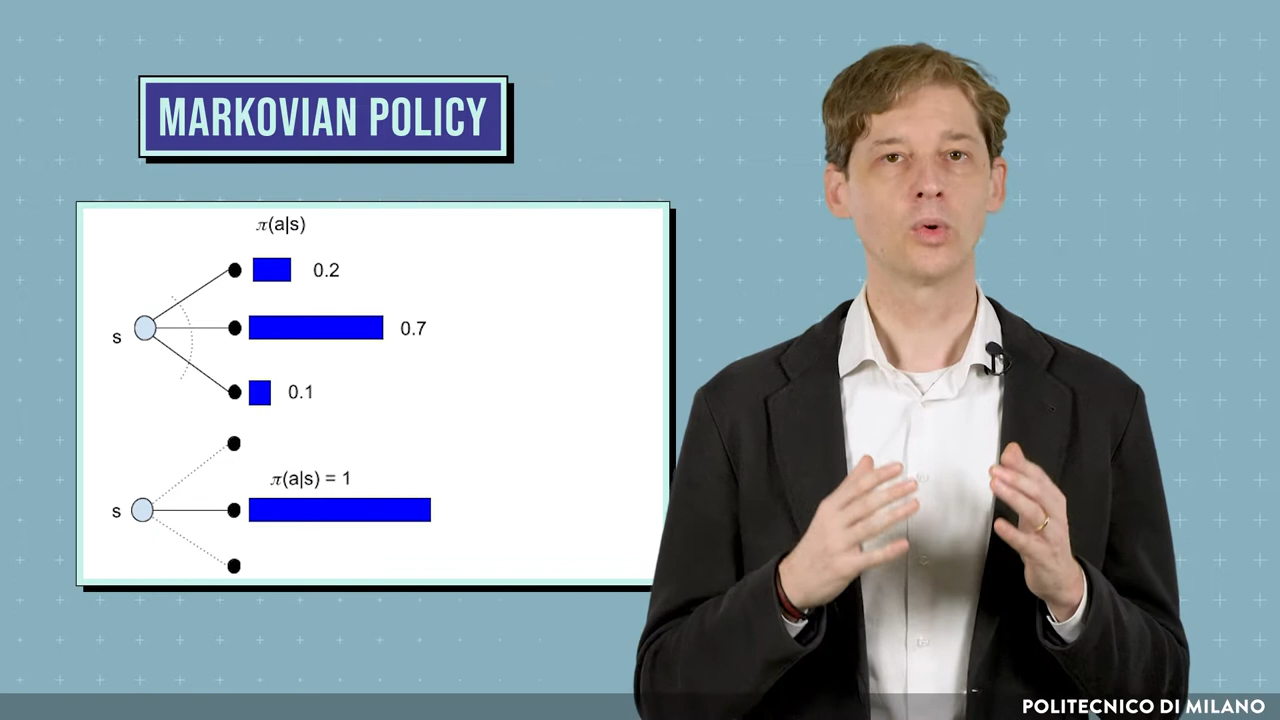 MARKOVIAN POLICY
π(a|s)
0.2
s
0.7
0.1
π(a|s) = 1
s
POLITECNICO DI MILANO